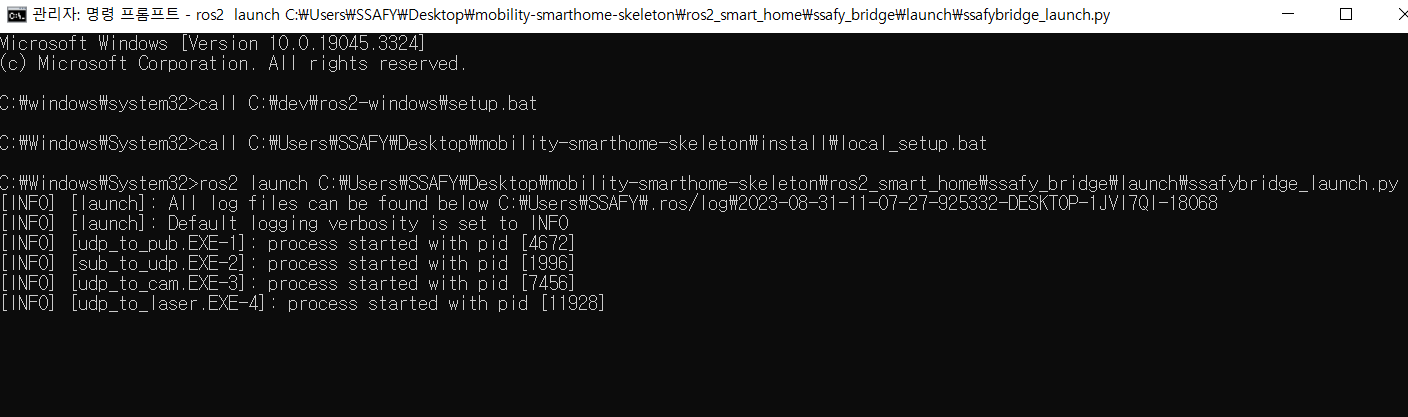 관리자: 명령 프롬프트 - ros2  launch C:₩Users₩SSAFY₩Desktop₩mobility-smarthome-skeleton₩ros2_smart_home₩ssafy_bridge₩launch₩ssafybridge_launch.py
Microsoft Windows [Version 10.0.19045.3324]
(c) Microsoft Corporation. All rights reserved.
C:₩windows₩system32>call C:₩dev₩ros2-windows₩setup.bat
C:₩Windows₩System32>call C:₩Users₩SSAFY₩Desktop₩mobility-smarthome-skeleton₩install₩local_setup.bat
C:₩Windows₩System32>ros2 launch C:₩Users₩SSAFY₩Desktop₩mobility-smarthome-skeleton₩ros2_smart_home₩ssafy_bridge₩launch₩ssafybridge_launch.py
[INFO] [launch]: All log files can be found below C:₩Users₩SSAFY₩.ros/log₩2023-08-31-11-07-27-925332-DESKTOP-1JVI7QI-18068
[INFO] [launch]: Default logging verbosity is set to INFO
[INFO] [udp_to_pub.EXE-1]: process started with pid [4672]
[INFO] [sub_to_udp.EXE-2]: process started with pid [1996]
[INFO] [udp_to_cam.EXE-3]: process started with pid [7456]
[INFO] [udp_to_laser.EXE-4]: process started with pid [11928]